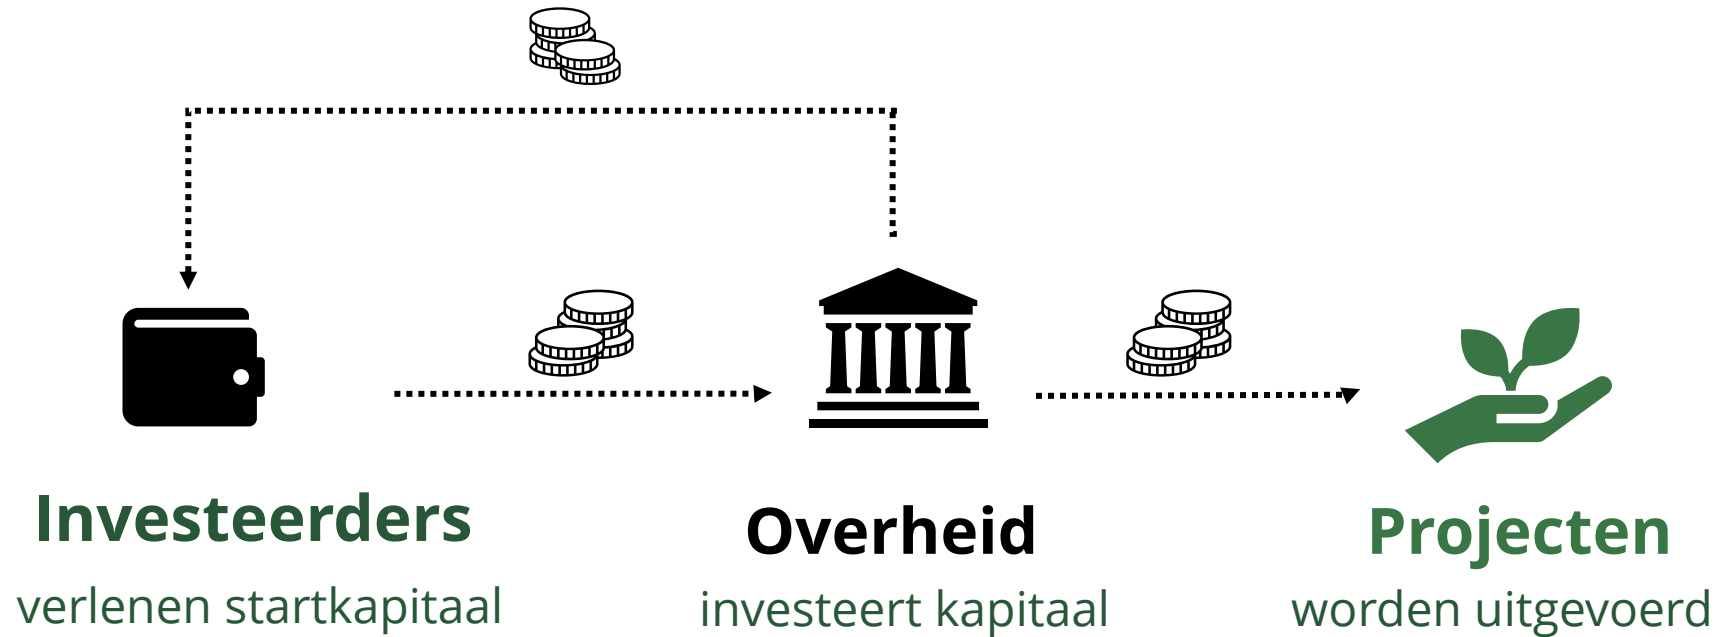 Investeerders
verlenen startkapitaal
Overheid
investeert kapitaal
Projecten
worden uitgevoerd